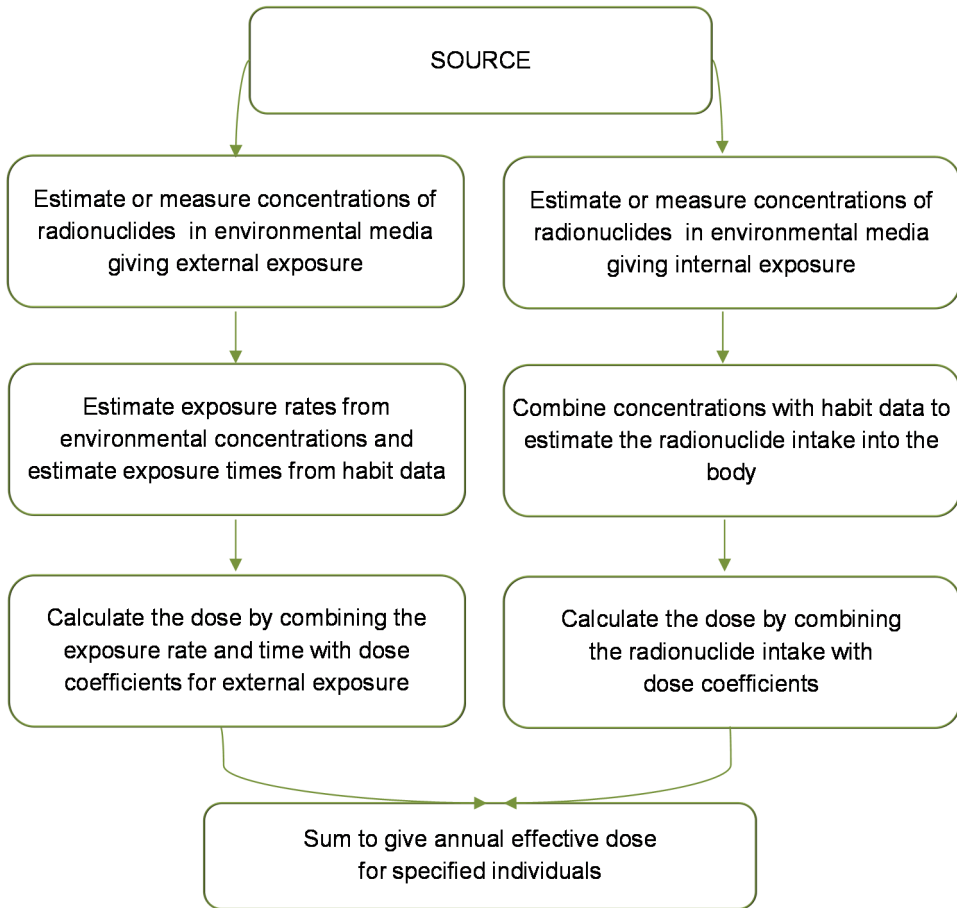 SOURCE
Estimate or measure concentrations of
radionuclides in environmental media
giving external exposure
Estimate or measure concentrations of
radionuclides in environmental media
giving internal exposure
Estimate exposure rates from
environmental concentrations and
estimate exposure times from habit data
Combine concentrations with habit data to
estimate the radionuclide intake into the
body
Calculate the dose by combining the
exposure rate and time with dose
coefficients for external exposure
Calculate the dose by combining
the radionuclide intake with
dose coefficients
Sum to give annual effective dose
for specified individuals